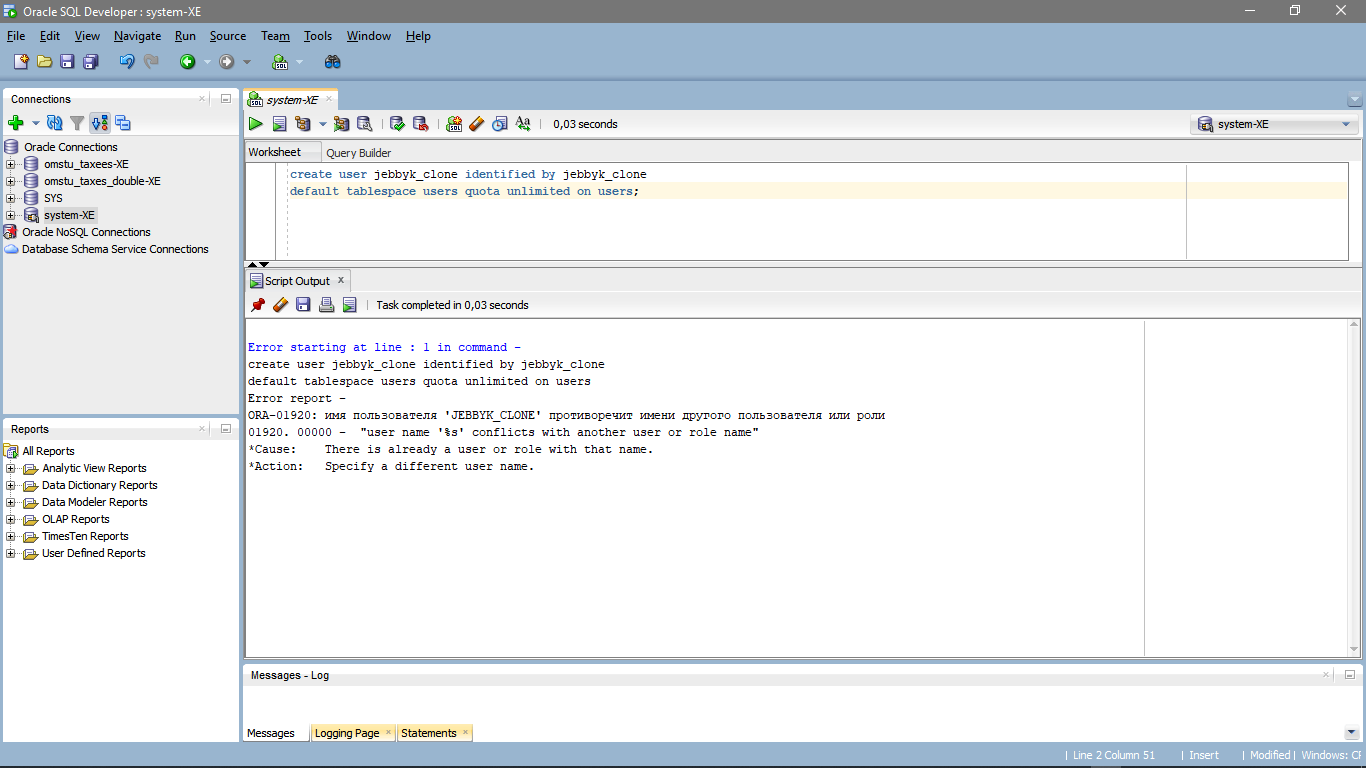 Oracle SQL Developer : system-XE
File Edit View Navigate Run Source Team Tools Window Help
Connections
Oracle Connections
omstu_taxees-XE
omstu_taxes_double-XE
SYS
system-XE
Oracle NoSQL Connections
Database Schema Service Connections
Reports
All Reports
Analytic View Reports
Data Dictionary Reports
Data Modeler Reports
OLAP Reports
TimesTen Reports
User Defined Reports
system-XE
0,03 seconds
system-XE
Worksheet Query Builder
create user jebbyk_clone identified by jebbyk_clone
default tablespace users quota unlimited on users;
Script Output
Task completed in 0,03 seconds
Error starting at line : 1 in command -
create user jebbyk_clone identified by jebbyk_clone
default tablespace users quota unlimited on users
Error report -
ORA-01920: имя пользователя 'JEBBYK_CLONE' противоречит имени другого пользователя или роли
01920. 00000 - "user name '%s' conflicts with another user or role name"
*Cause: There is already a user or role with that name.
*Action: Specify a different user name.
Messages - Log
Messages Logging Page Statements
Line 2 Column 51 Insert Modified Windows: CF